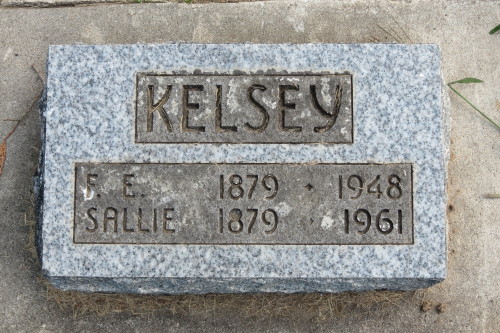 KELSEY
F. E. 1879 · 1948
SALLIE 1879 · 1961